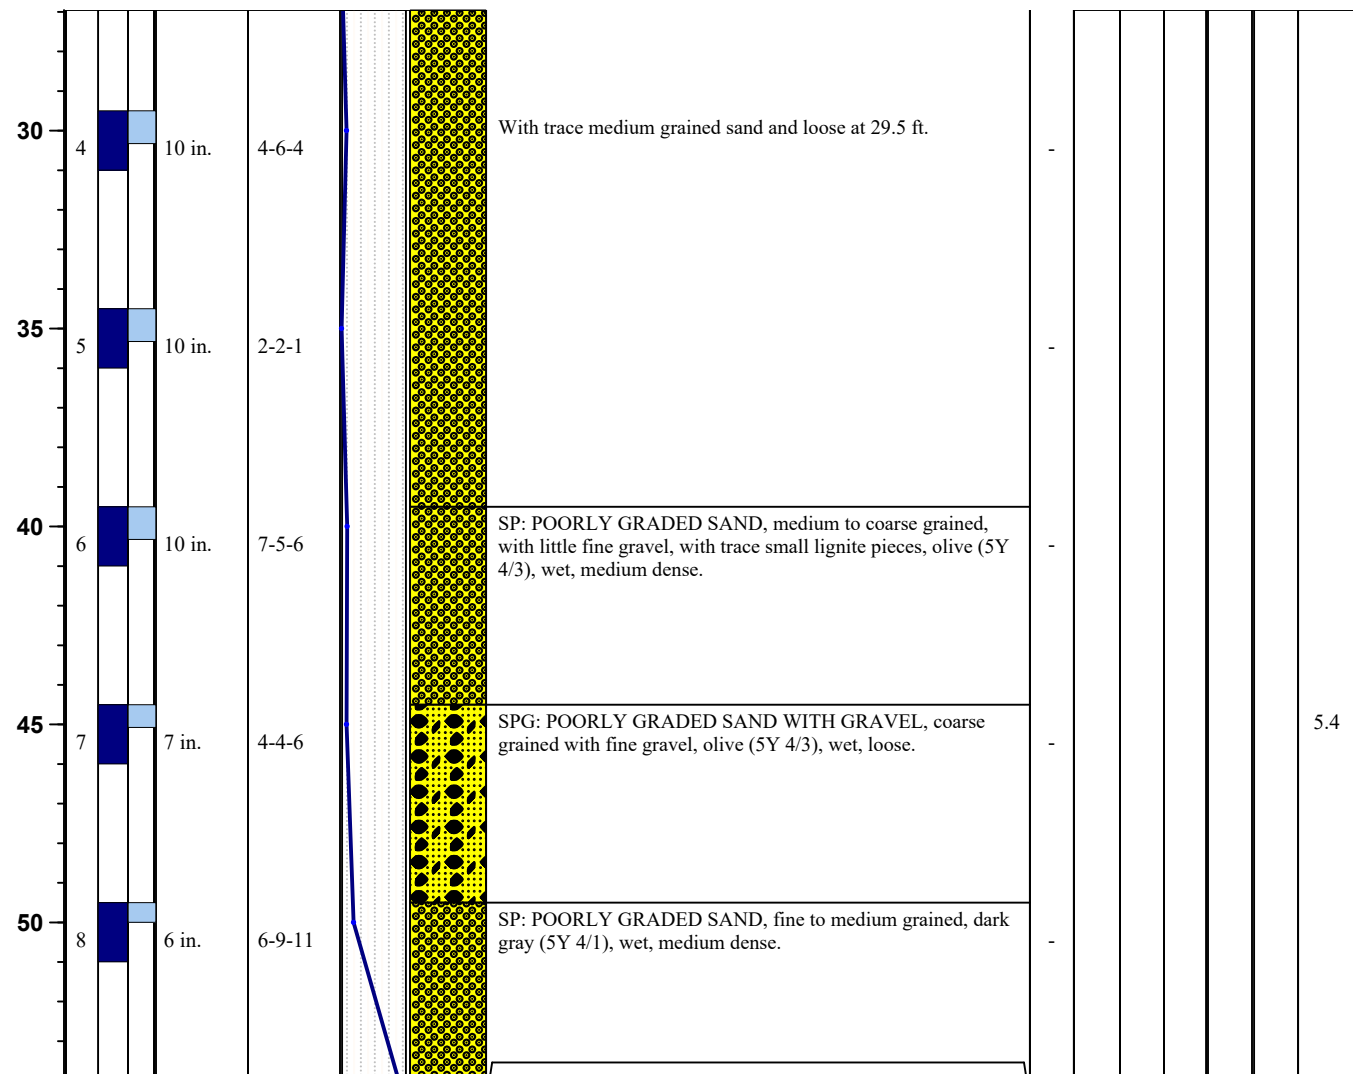 With trace medium grained sand and loose at 29.5 ft.
30
4 10 in. 4-6-4 -
35
5 10 in. 2-2-1 -
SP: POORLY GRADED SAND, medium to coarse grained,
40
with little fine gravel, with trace small lignite pieces, olive (5Y
6 10 in. 7-5-6 -
4/3), wet, medium dense.
SPG: POORLY GRADED SAND WITH GRAVEL, coarse 5.4
45
grained with fine gravel, olive (5Y 4/3), wet, loose.
7 7 in. 4-4-6 -
SP: POORLY GRADED SAND, fine to medium grained, dark
50
gray (5Y 4/1), wet, medium dense.
8 6 in. 6-9-11 -